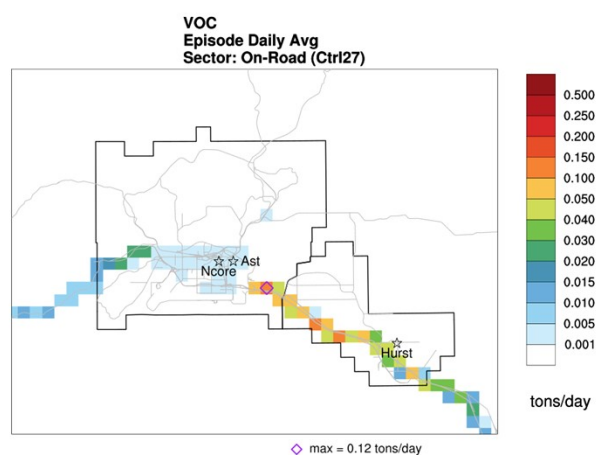 VOC
Episode Daily Avg
Sector: On-Road (Ctrl27)
0.500
0.250
0.200
0.150
0.100
0.050
0.040
0.030
0.020
0.015
0.010
0.005
0.001
tons/day
Ast
Ncore
Hurst
max = 0.12 tons/day